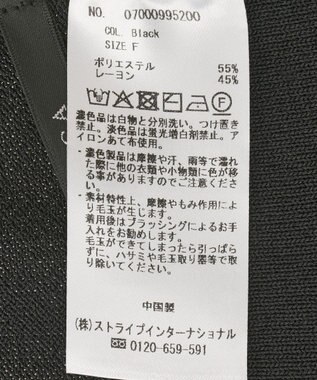 NO. 07000995200
COL. Black
SIZE F
ポリエステル 55%
レーヨン 45%
濃色品は白物と分別洗い。つけ置き
禁止。淡色品は蛍光増白剤禁止。ア
イロンあて布使用。
・濃色製品は摩擦や汗、雨等で濡れ
た際に他の衣類や小物類に色が移
る事がありますのでご注意くださ
い。
・素材特性上、摩擦やもみ作用によ
り毛玉が生じます。
着用後はブラッシングによるお手
入れをお勧めします。
毛玉ができてしまったら引っぱら
ずに、ハサミや毛玉取り器等で取
り除いてください。
中国製
(株)ストライプインターナショナル
0120-659-591